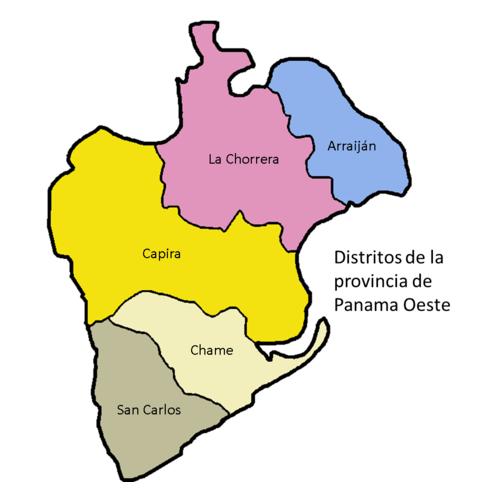 La Chorrera
Arraiján
Capira
Distritos de la
provincia de
Panama Oeste
Chame
San Carlos